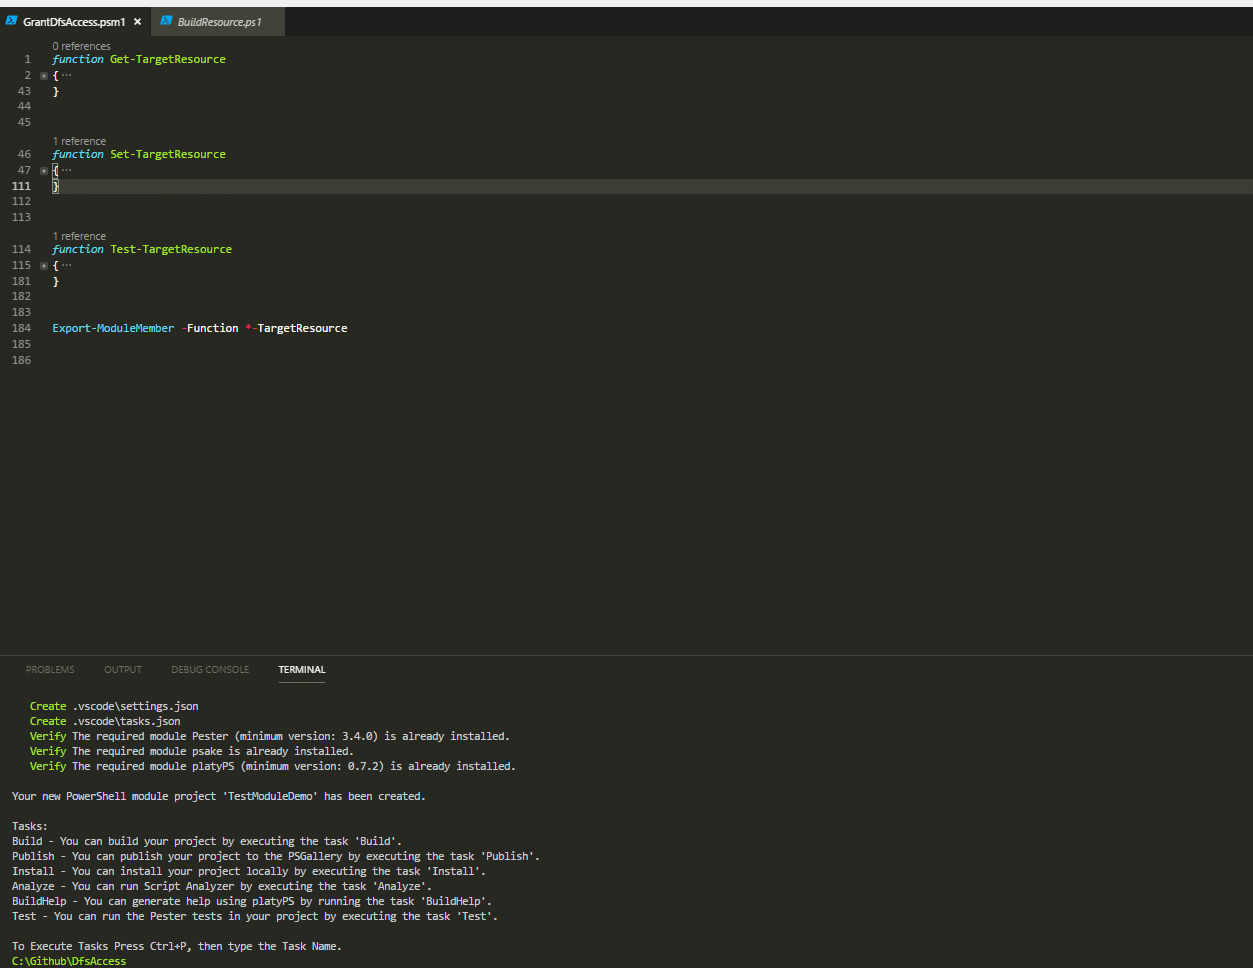 GrantDfsAccess.psm1 × BuildResource.ps1
0 references
1 function Get-TargetResource
2 { ...
43 }
44
45
1 reference
46 function Set-TargetResource
47 { ...
111 }
112
113
1 reference
114 function Test-TargetResource
115 { ...
181 }
182
183
184 Export-ModuleMember -Function *-TargetResource
185
186
PROBLEMS OUTPUT DEBUG CONSOLE TERMINAL
Create .vscode\settings.json
Create .vscode\tasks.json
Verify The required module Pester (minimum version: 3.4.0) is already installed.
Verify The required module psake is already installed.
Verify The required module platyPS (minimum version: 0.7.2) is already installed.
Your new PowerShell module project 'TestModuleDemo' has been created.
Tasks:
Build - You can build your project by executing the task 'Build'.
Publish - You can publish your project to the PSGallery by executing the task 'Publish'.
Install - You can install your project locally by executing the task 'Install'.
Analyze - You can run Script Analyzer by executing the task 'Analyze'.
BuildHelp - You can generate help using platyPS by running the task 'BuildHelp'.
Test - You can run the Pester tests in your project by executing the task 'Test'.
To Execute Tasks Press Ctrl+P, then type the Task Name.
C:\Github\DfsAccess